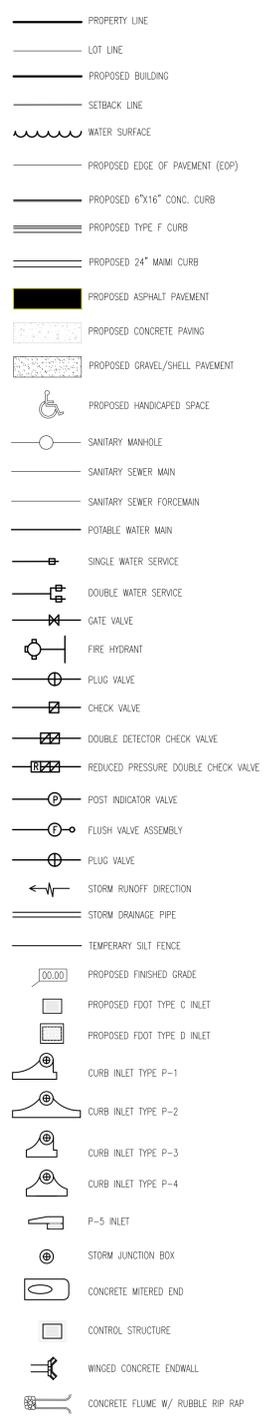 PROPERTY LINE
LOT LINE
PROPOSED BUILDING
SETBACK LINE
WATER SURFACE
PROPOSED EDGE OF PAVEMENT (EOP)
PROPOSED 6"X16" CONC. CURB
PROPOSED TYPE F CURB
PROPOSED 24" MAIMI CURB
PROPOSED ASPHALT PAVEMENT
PROPOSED CONCRETE PAVING
PROPOSED GRAVEL/SHELL PAVEMENT
PROPOSED HANDICAPED SPACE
SANITARY MANHOLE
SANITARY SEWER MAIN
SANITARY SEWER FORCEMAIN
POTABLE WATER MAIN
SINGLE WATER SERVICE
DOUBLE WATER SERVICE
GATE VALVE
FIRE HYDRANT
PLUG VALVE
CHECK VALVE
DOUBLE DETECTOR CHECK VALVE
R REDUCED PRESSURE DOUBLE CHECK VALVE
P POST INDICATOR VALVE
F FLUSH VALVE ASSEMBLY
PLUG VALVE
STORM RUNOFF DIRECTION
STORM DRAINAGE PIPE
TEMPERARY SILT FENCE
00.00 PROPOSED FINISHED GRADE
PROPOSED FDOT TYPE C INLET
PROPOSED FDOT TYPE D INLET
CURB INLET TYPE P-1
CURB INLET TYPE P-2
CURB INLET TYPE P-3
CURB INLET TYPE P-4
P-5 INLET
STORM JUNCTION BOX
CONCRETE MITERED END
CONTROL STRUCTURE
WINGED CONCRETE ENDWALL
CONCRETE FLUME W/ RUBBLE RIP RAP